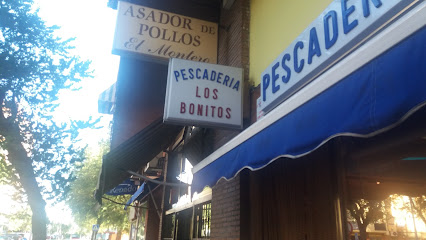 ASADOR DE
POLLOS
El Montero
PESCADERIA
LOS
BONITOS
PESCADER